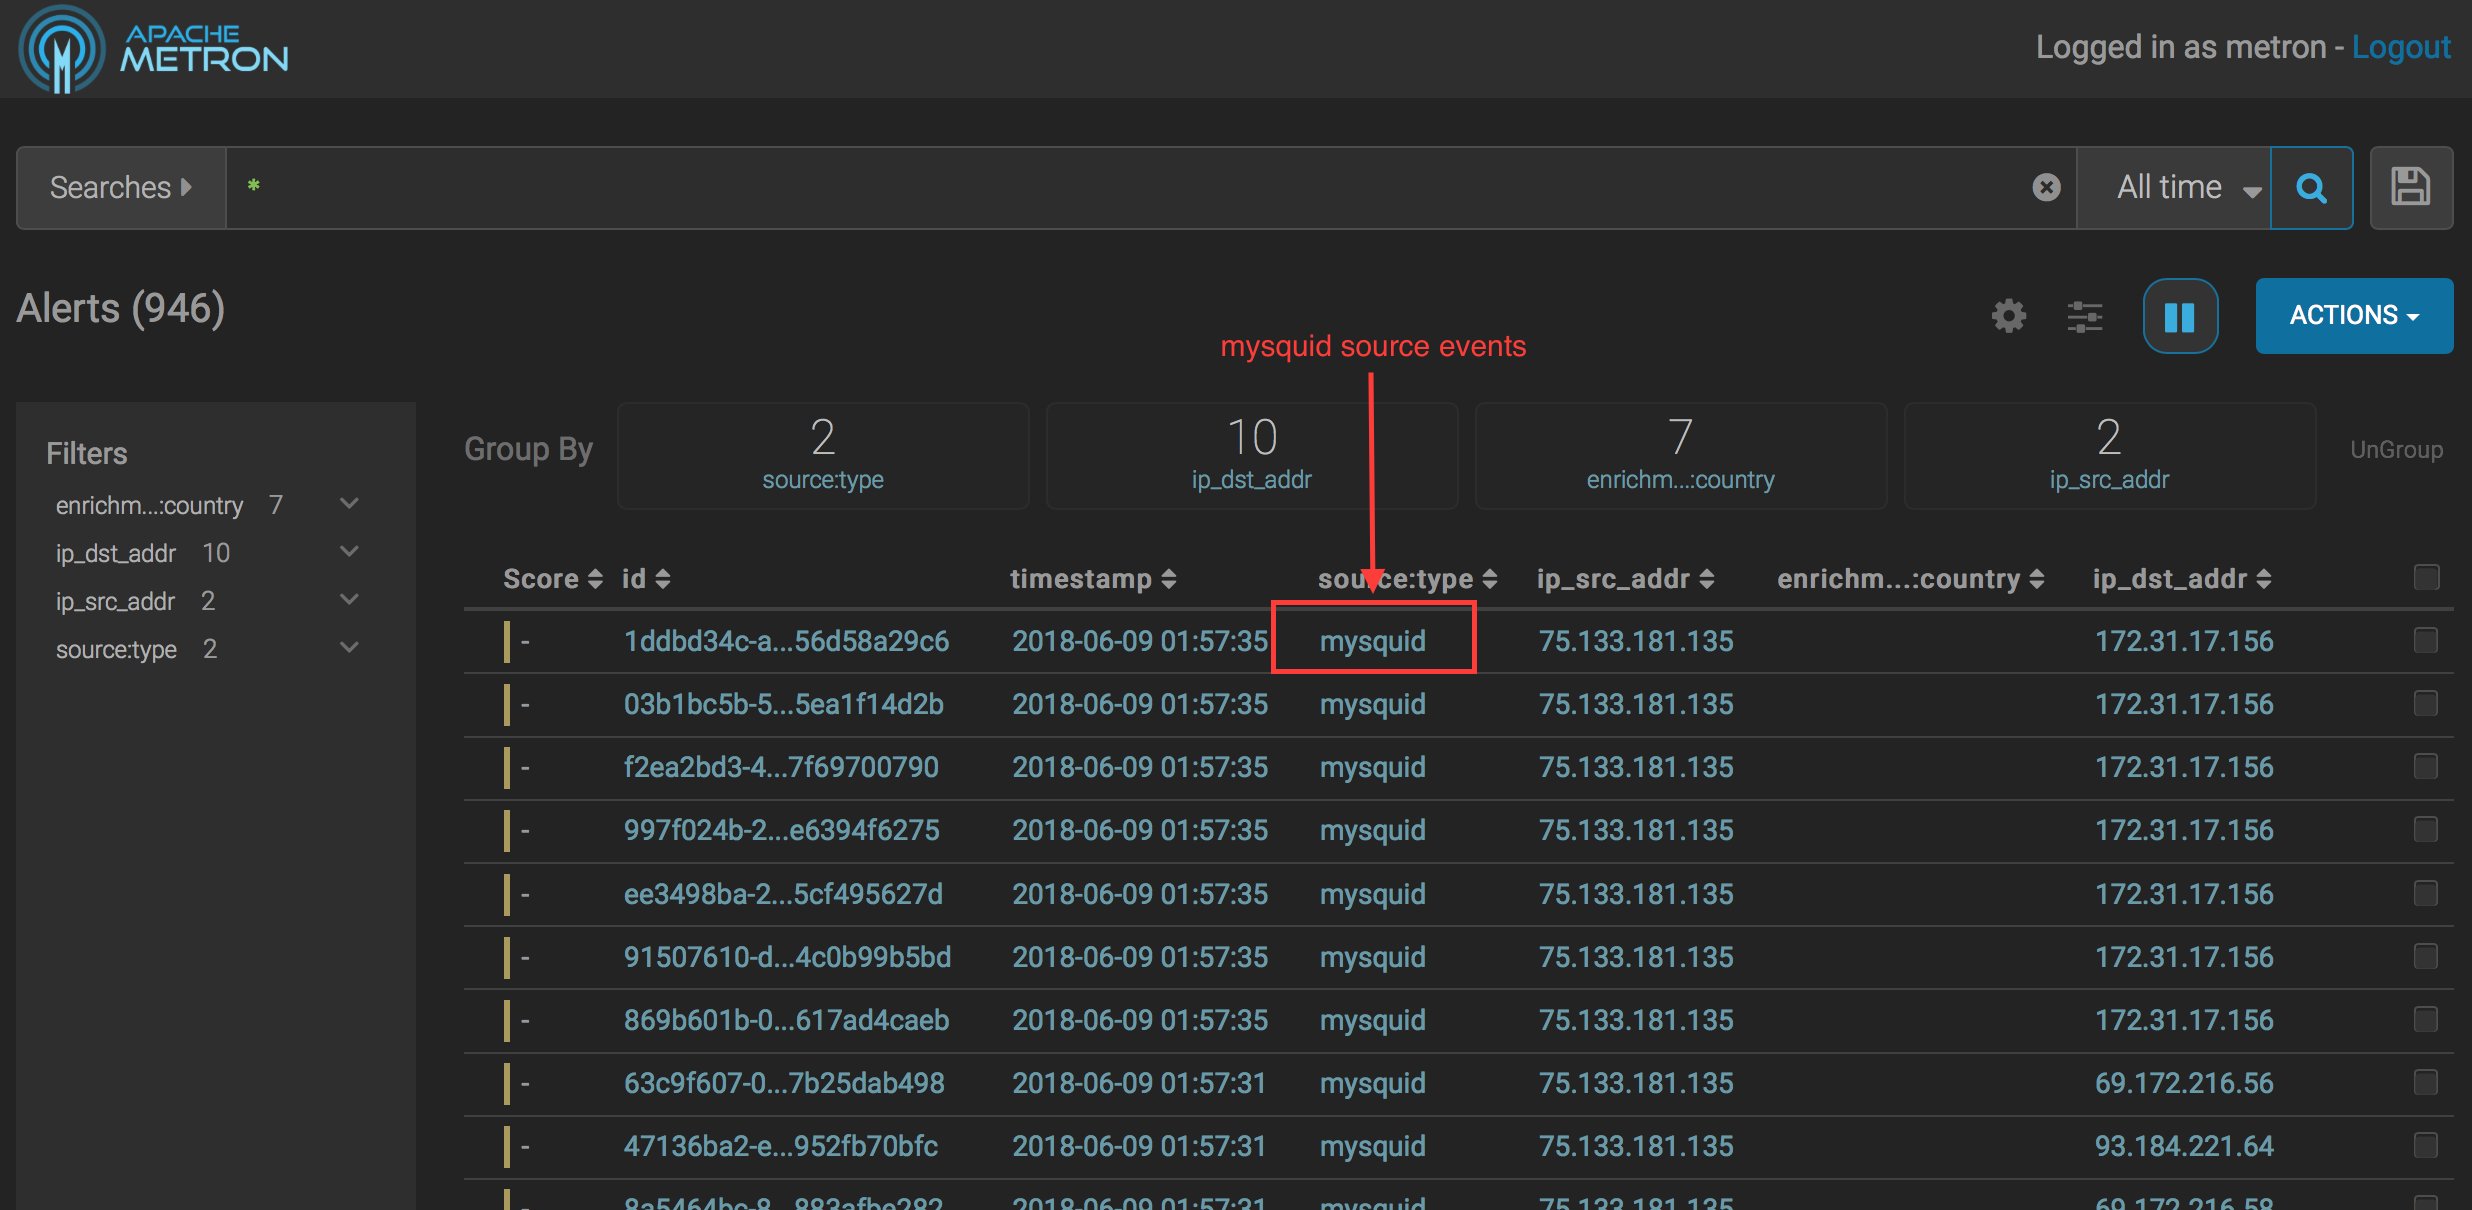 APACHE
METRON
Logged in as metron - Logout
Searches
*
All time
Alerts (946)
ACTIONS
mysquid source events
Filters
enrichm...:country 7
ip_dst_addr 10
ip_src_addr 2
source:type 2
Group By
2
source:type
10
ip_dst_addr
7
enrichm...:country
2
ip_src_addr
UnGroup
Score id timestamp source:type ip_src_addr enrichm...:country ip_dst_addr
- 1ddbd34c-a...56d58a29c6 2018-06-09 01:57:35 mysquid 75.133.181.135 172.31.17.156
- 03b1bc5b-5...5ea1f14d2b 2018-06-09 01:57:35 mysquid 75.133.181.135 172.31.17.156
- f2ea2bd3-4...7f69700790 2018-06-09 01:57:35 mysquid 75.133.181.135 172.31.17.156
- 997f024b-2...e6394f6275 2018-06-09 01:57:35 mysquid 75.133.181.135 172.31.17.156
- ee3498ba-2...5cf495627d 2018-06-09 01:57:35 mysquid 75.133.181.135 172.31.17.156
- 91507610-d...4c0b99b5bd 2018-06-09 01:57:35 mysquid 75.133.181.135 172.31.17.156
- 869b601b-0...617ad4caeb 2018-06-09 01:57:35 mysquid 75.133.181.135 172.31.17.156
- 63c9f607-0...7b25dab498 2018-06-09 01:57:31 mysquid 75.133.181.135 69.172.216.56
- 47136ba2-e...952fb70bfc 2018-06-09 01:57:31 mysquid 75.133.181.135 93.184.221.64
- 2018-06-09 01:57:31 mysquid 75.133.181.135